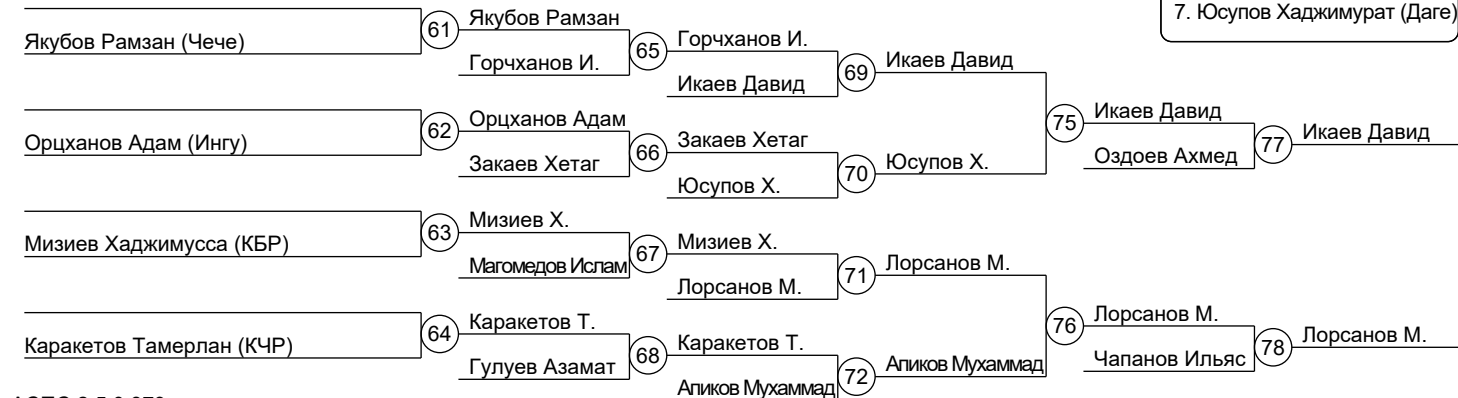 7. Юсупов Хаджимурат (Даге)
61
Якубов Рамзан
Якубов Рамзан (Чече)
Горчханов И.
65
Горчханов И.
Икаев Давид
69
Икаев Давид
62
Орцханов Адам
Орцханов Адам (Ингу)
Закаев Хетаг
66
Закаев Хетаг
Юсупов Х.
70
Юсупов Х.
75
Икаев Давид
Оздоев Ахмед
77
Икаев Давид
63
Мизиев Х.
Мизиев Хаджимусса (КБР)
Магомедов Ислам
67
Мизиев Х.
Лорсанов М.
71
Лорсанов М.
64
Каракетов Т.
Каракетов Тамерлан (КЧР)
Гулуев Азамат
68
Каракетов Т.
Апиков Мухаммад
72
Апиков Мухаммад
76
Лорсанов М.
Чапанов Ильяс
78
Лорсанов М.